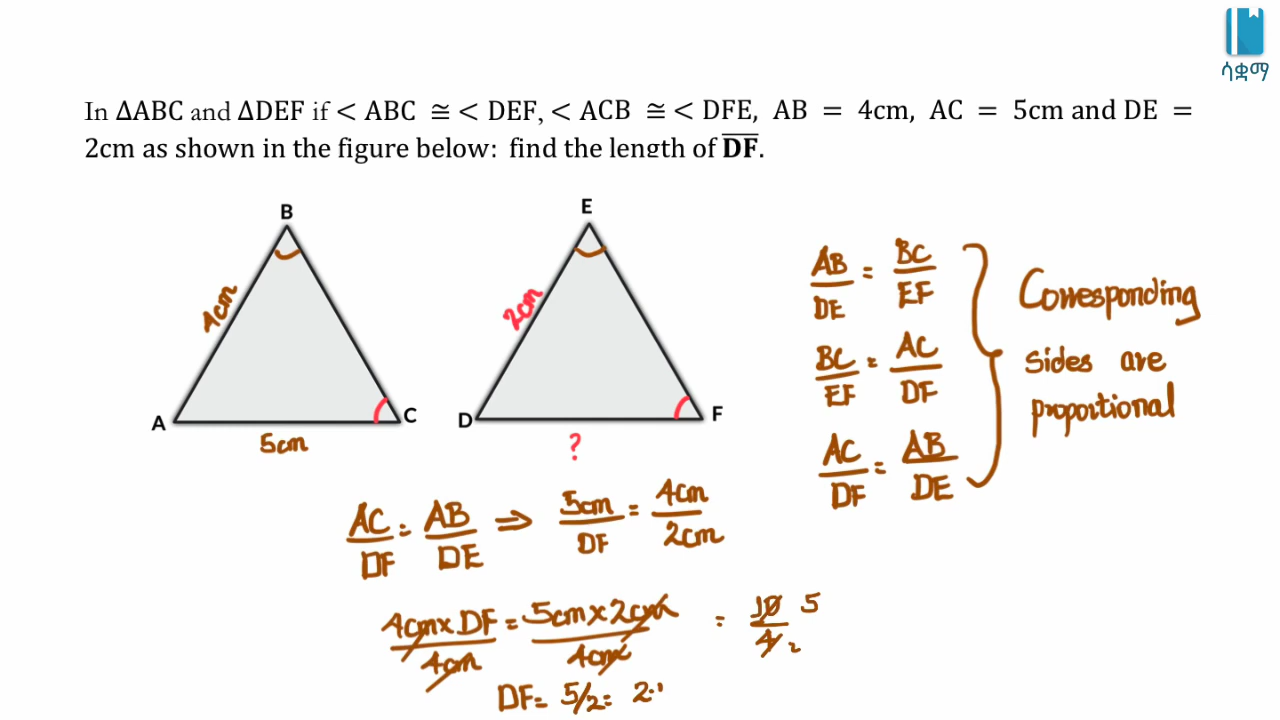 ሳቋማ
In ∆ABC and ∆DEF if < ABC ≅ < DEF, < ACB ≅ < DFE, AB = 4cm, AC = 5cm and DE =
2cm as shown in the figure below: find the length of DF.
B
E
4cm
2cm
A
C
D
F
5cm
?
AB/DE = BC/EF
BC/EF = AC/DF
AC/DF = AB/DE
Corresponding
sides are
proportional
AC/DF = AB/DE ⇒ 5cm/DF = 4cm/2cm
4cm x DF/4cm = 5cm x 2cm/4cm = 10/4 5/2
DF = 5/2 = 2.